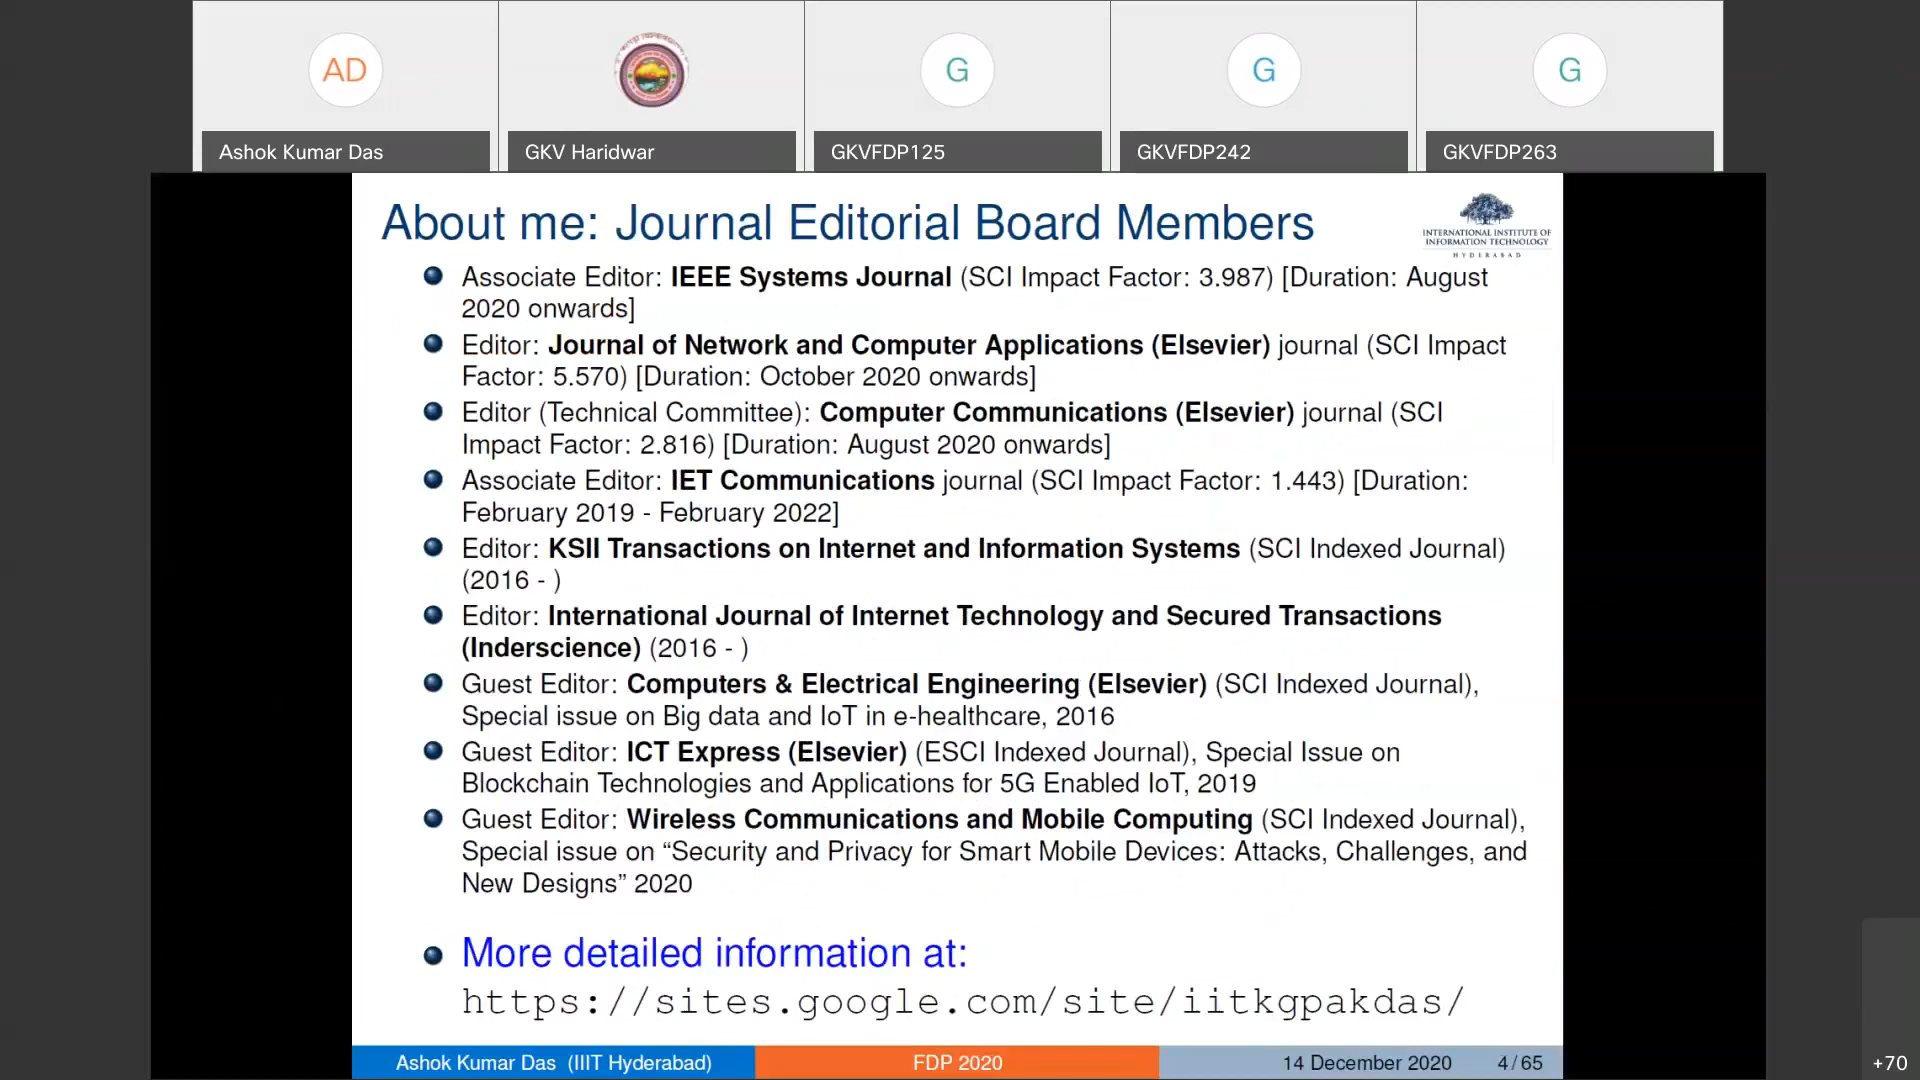 AD
G
G
G
Ashok Kumar Das
GKV Haridwar
GKVFDP125
GKVFDP242
GKVFDP263
About me: Journal Editorial Board Members
INTERNATIONAL INSTITUTE OF
INFORMATION TECHNOLOGY
HYDERABAD
Associate Editor: IEEE Systems Journal (SCI Impact Factor: 3.987) [Duration: August
2020 onwards]
Editor: Journal of Network and Computer Applications (Elsevier) journal (SCI Impact
Factor: 5.570) [Duration: October 2020 onwards]
Editor (Technical Committee): Computer Communications (Elsevier) journal (SCI
Impact Factor: 2.816) [Duration: August 2020 onwards]
Associate Editor: IET Communications journal (SCI Impact Factor: 1.443) [Duration:
February 2019 - February 2022]
Editor: KSII Transactions on Internet and Information Systems (SCI Indexed Journal)
(2016 - )
Editor: International Journal of Internet Technology and Secured Transactions
(Inderscience) (2016 - )
Guest Editor: Computers & Electrical Engineering (Elsevier) (SCI Indexed Journal),
Special issue on Big data and IoT in e-healthcare, 2016
Guest Editor: ICT Express (Elsevier) (ESCI Indexed Journal), Special Issue on
Blockchain Technologies and Applications for 5G Enabled IoT, 2019
Guest Editor: Wireless Communications and Mobile Computing (SCI Indexed Journal),
Special issue on “Security and Privacy for Smart Mobile Devices: Attacks, Challenges, and
New Designs” 2020
More detailed information at:
https://sites.google.com/site/iitkgpakdas/
Ashok Kumar Das (IIIT Hyderabad)
FDP 2020
14 December 2020
4/65
+70